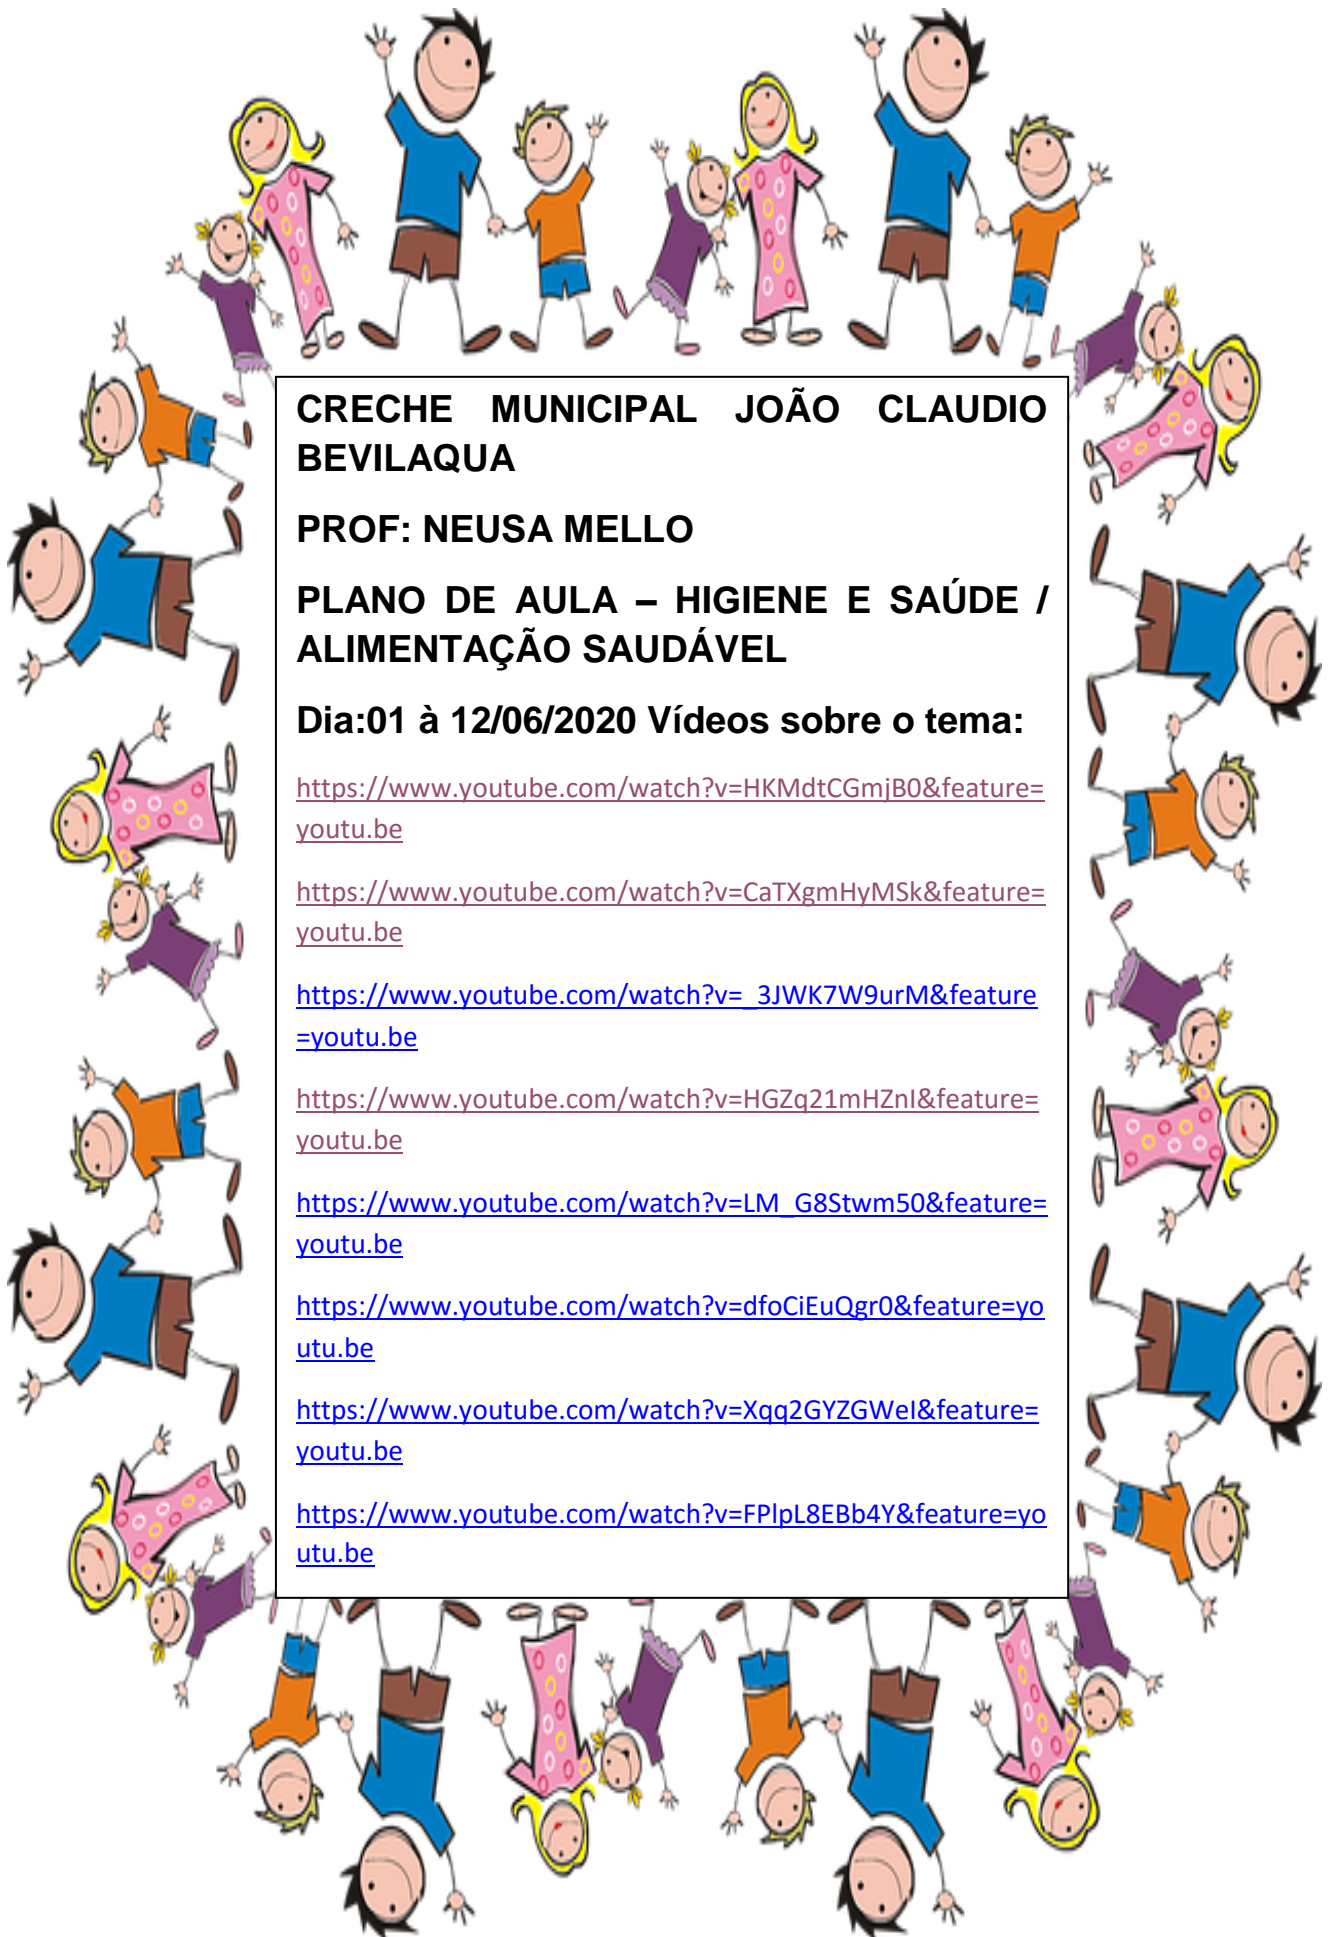 CRECHE MUNICIPAL JOÃO CLAUDIO
BEVILAQUA
PROF: NEUSA MELLO
PLANO DE AULA – HIGIENE E SAÚDE /
ALIMENTAÇÃO SAUDÁVEL
Dia:01 à 12/06/2020 Vídeos sobre o tema:
https://www.youtube.com/watch?v=HKMdtCGmjB0&feature=
youtu.be
https://www.youtube.com/watch?v=CaTXgmHyMSk&feature=
youtu.be
https://www.youtube.com/watch?v=_3JWK7W9urM&feature
=youtu.be
https://www.youtube.com/watch?v=HGZq21mHZnI&feature=
youtu.be
https://www.youtube.com/watch?v=LM_G8Stwm50&feature=
youtu.be
https://www.youtube.com/watch?v=dfoCiEuQgr0&feature=yo
utu.be
https://www.youtube.com/watch?v=Xqq2GYZGWeI&feature=
youtu.be
https://www.youtube.com/watch?v=FPlpL8EBb4Y&feature=yo
utu.be